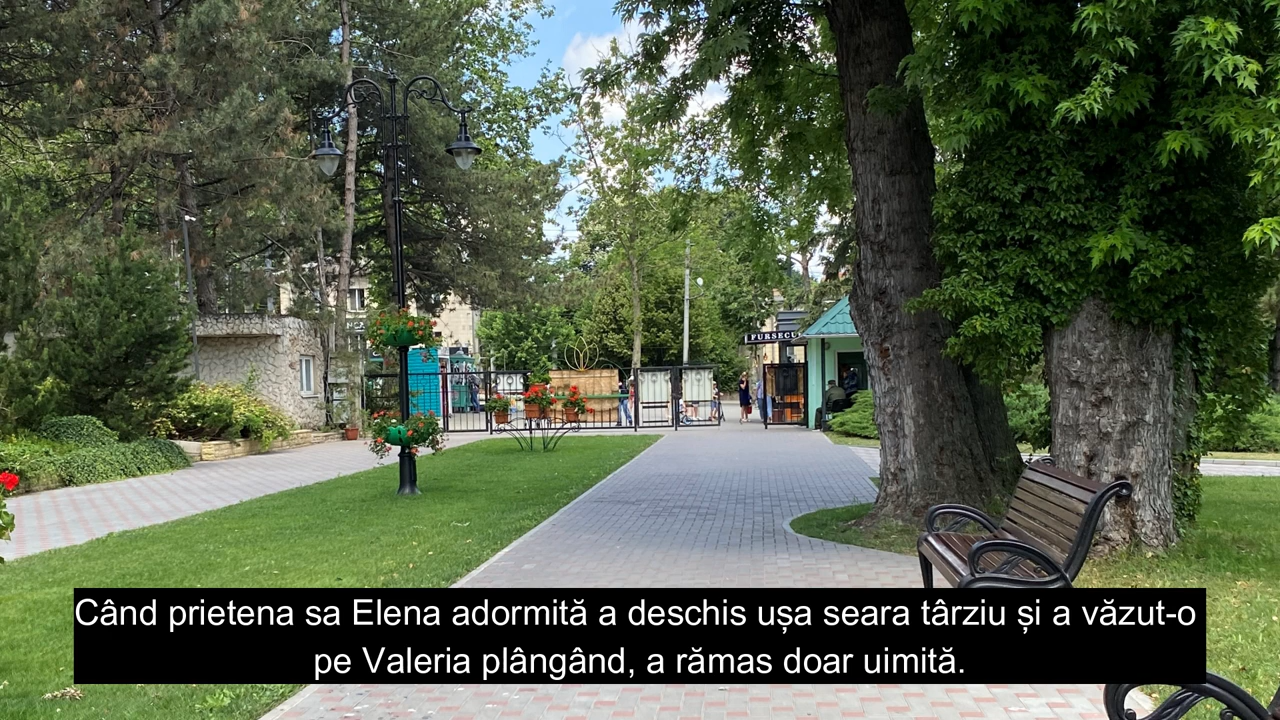 FURSECU
Când prietena sa Elena adormită a deschis ușa seara târziu și a văzut-o
pe Valeria plângând, a rămas doar uimită.